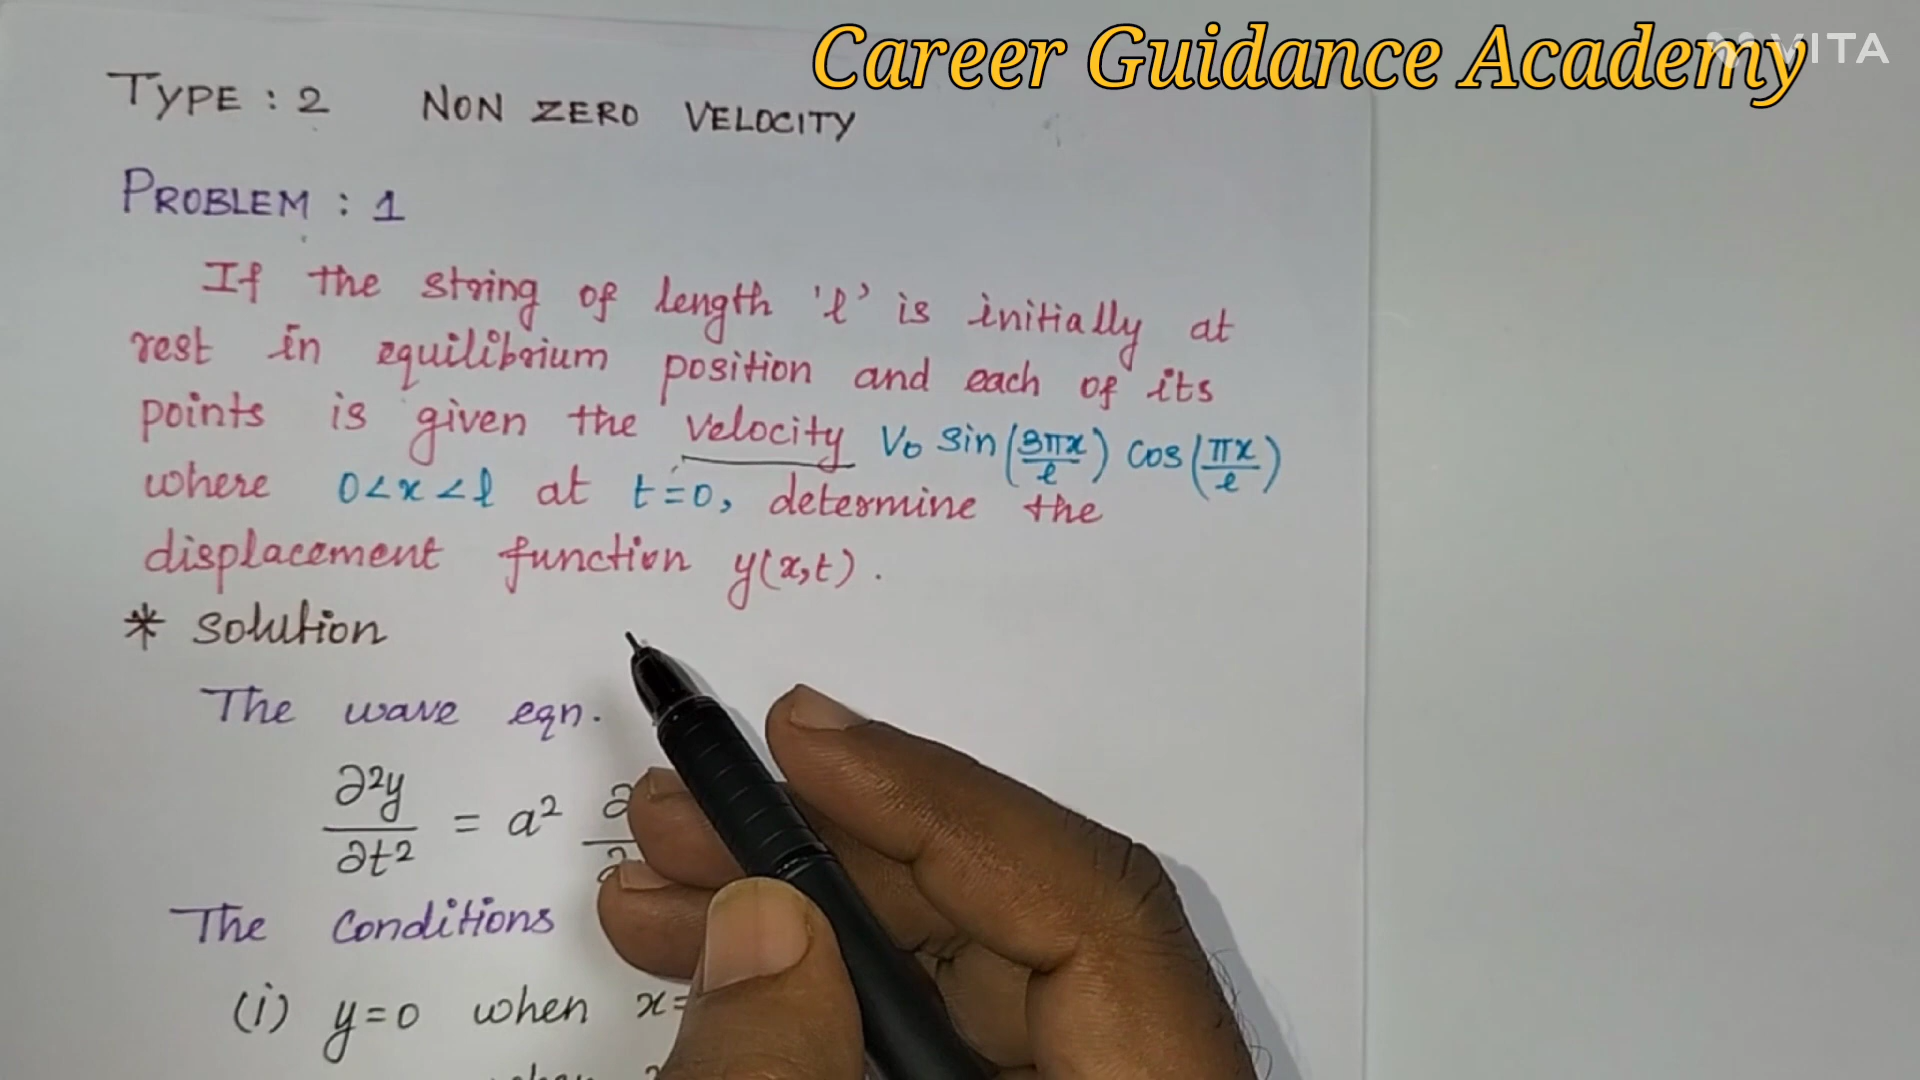 Career Guidance Academy
VITA
TYPE : 2 NON ZERO VELOCITY
PROBLEM : 1
If the string of length 'l' is initially at
rest in equilibrium position and each of its
points is given the velocity V₀ sin(3πx/l) cos(πx/l)
where 0<x<l at t=0, determine the
displacement function y(x,t).
* Solution
The wave eqn.
∂²y/∂t² = a² ∂
The Conditions
(i) y=0 when x=